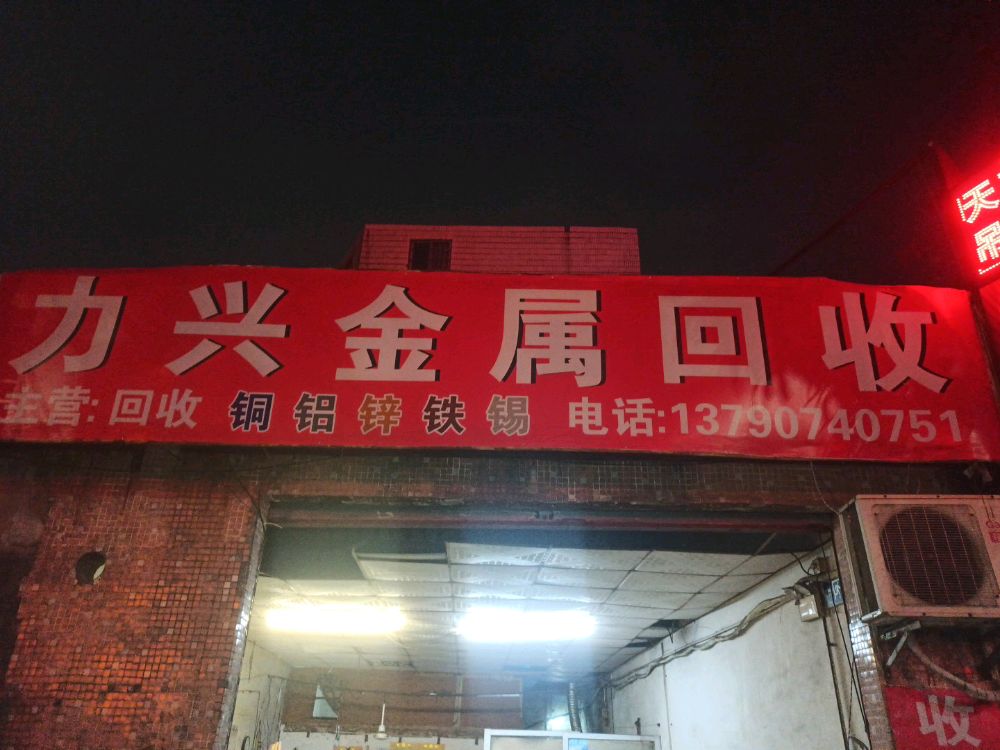 力兴金属回收
主营:回收 铜 铝 锌 铁 锡 电话:13790740751
天
收